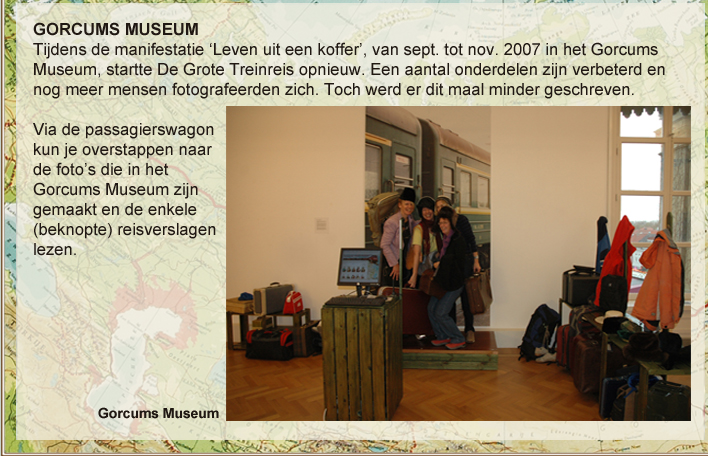 GORCUMS MUSEUM
Tijdens de manifestatie ‘Leven uit een koffer’, van sept. tot nov. 2007 in het Gorcums
Museum, startte De Grote Treinreis opnieuw. Een aantal onderdelen zijn verbeterd en
nog meer mensen fotografeerden zich. Toch werd er dit maal minder geschreven.
Via de passagierswagon
kun je overstappen naar
de foto’s die in het
Gorcums Museum zijn
gemaakt en de enkele
(beknopte) reisverslagen
lezen.
Gorcums Museum